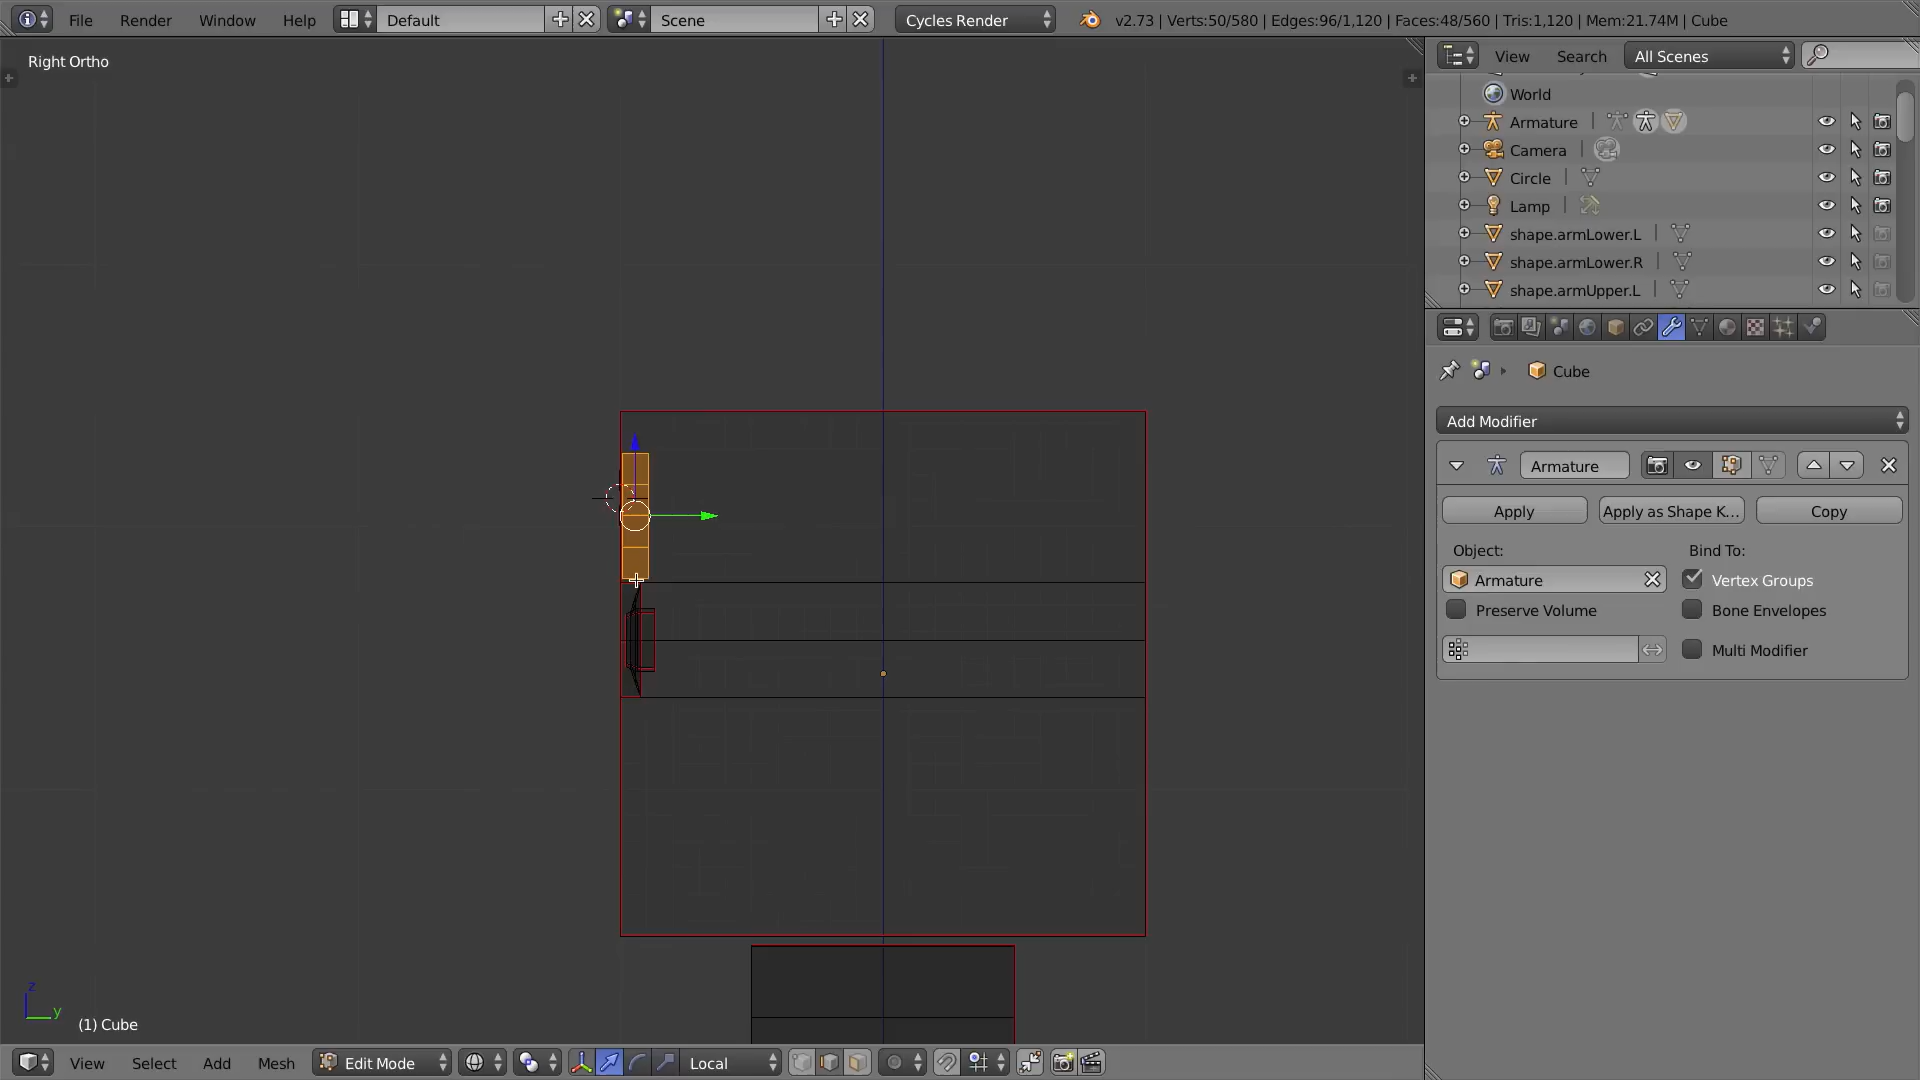 File Render Window Help Default Scene Cycles Render v2.73 | Verts:50/580 | Edges:96/1,120 | Faces:48/560 | Tris:1,120 | Mem:21.74M | Cube
Right Ortho
View Search All Scenes
World
Armature
Camera
Circle
Lamp
shape.armLower.L
shape.armLower.R
shape.armUpper.L
Cube
Add Modifier
Armature
Apply Apply as Shape K... Copy
Object: Bind To:
Armature Vertex Groups
Preserve Volume Bone Envelopes
Multi Modifier
z
y
(1) Cube
View Select Add Mesh Edit Mode Local